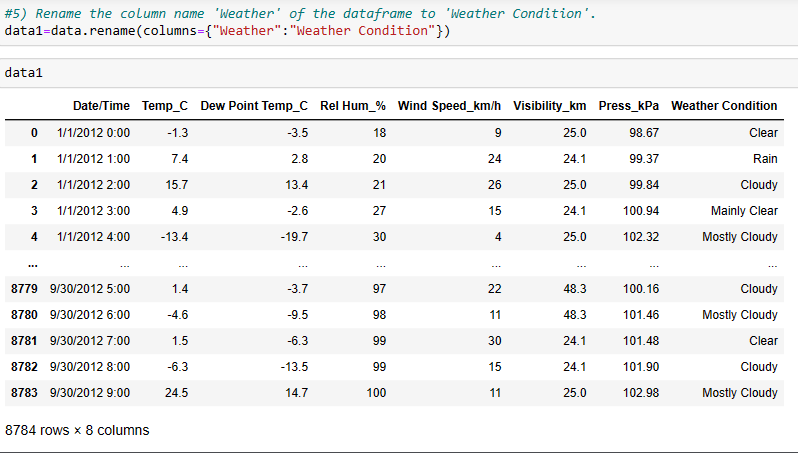 #5) Rename the column name 'Weather' of the dataframe to 'Weather Condition'.
data1=data.rename(columns={"Weather":"Weather Condition"})
data1
Date/Time Temp_C Dew Point Temp_C Rel Hum_% Wind Speed_km/h Visibility_km Press_kPa Weather Condition
0 1/1/2012 0:00 -1.3 -3.5 18 9 25.0 98.67 Clear
1 1/1/2012 1:00 7.4 2.8 20 24 24.1 99.37 Rain
2 1/1/2012 2:00 15.7 13.4 21 26 25.0 99.84 Cloudy
3 1/1/2012 3:00 4.9 -2.6 27 15 24.1 100.94 Mainly Clear
4 1/1/2012 4:00 -13.4 -19.7 30 4 25.0 102.32 Mostly Cloudy
... ... ... ... ... ... ... ... ...
8779 9/30/2012 5:00 1.4 -3.7 97 22 48.3 100.16 Cloudy
8780 9/30/2012 6:00 -4.6 -9.5 98 11 48.3 101.46 Mostly Cloudy
8781 9/30/2012 7:00 1.5 -6.3 99 30 24.1 101.48 Clear
8782 9/30/2012 8:00 -6.3 -13.5 99 15 24.1 101.90 Cloudy
8783 9/30/2012 9:00 24.5 14.7 100 11 25.0 102.98 Mostly Cloudy
8784 rows × 8 columns